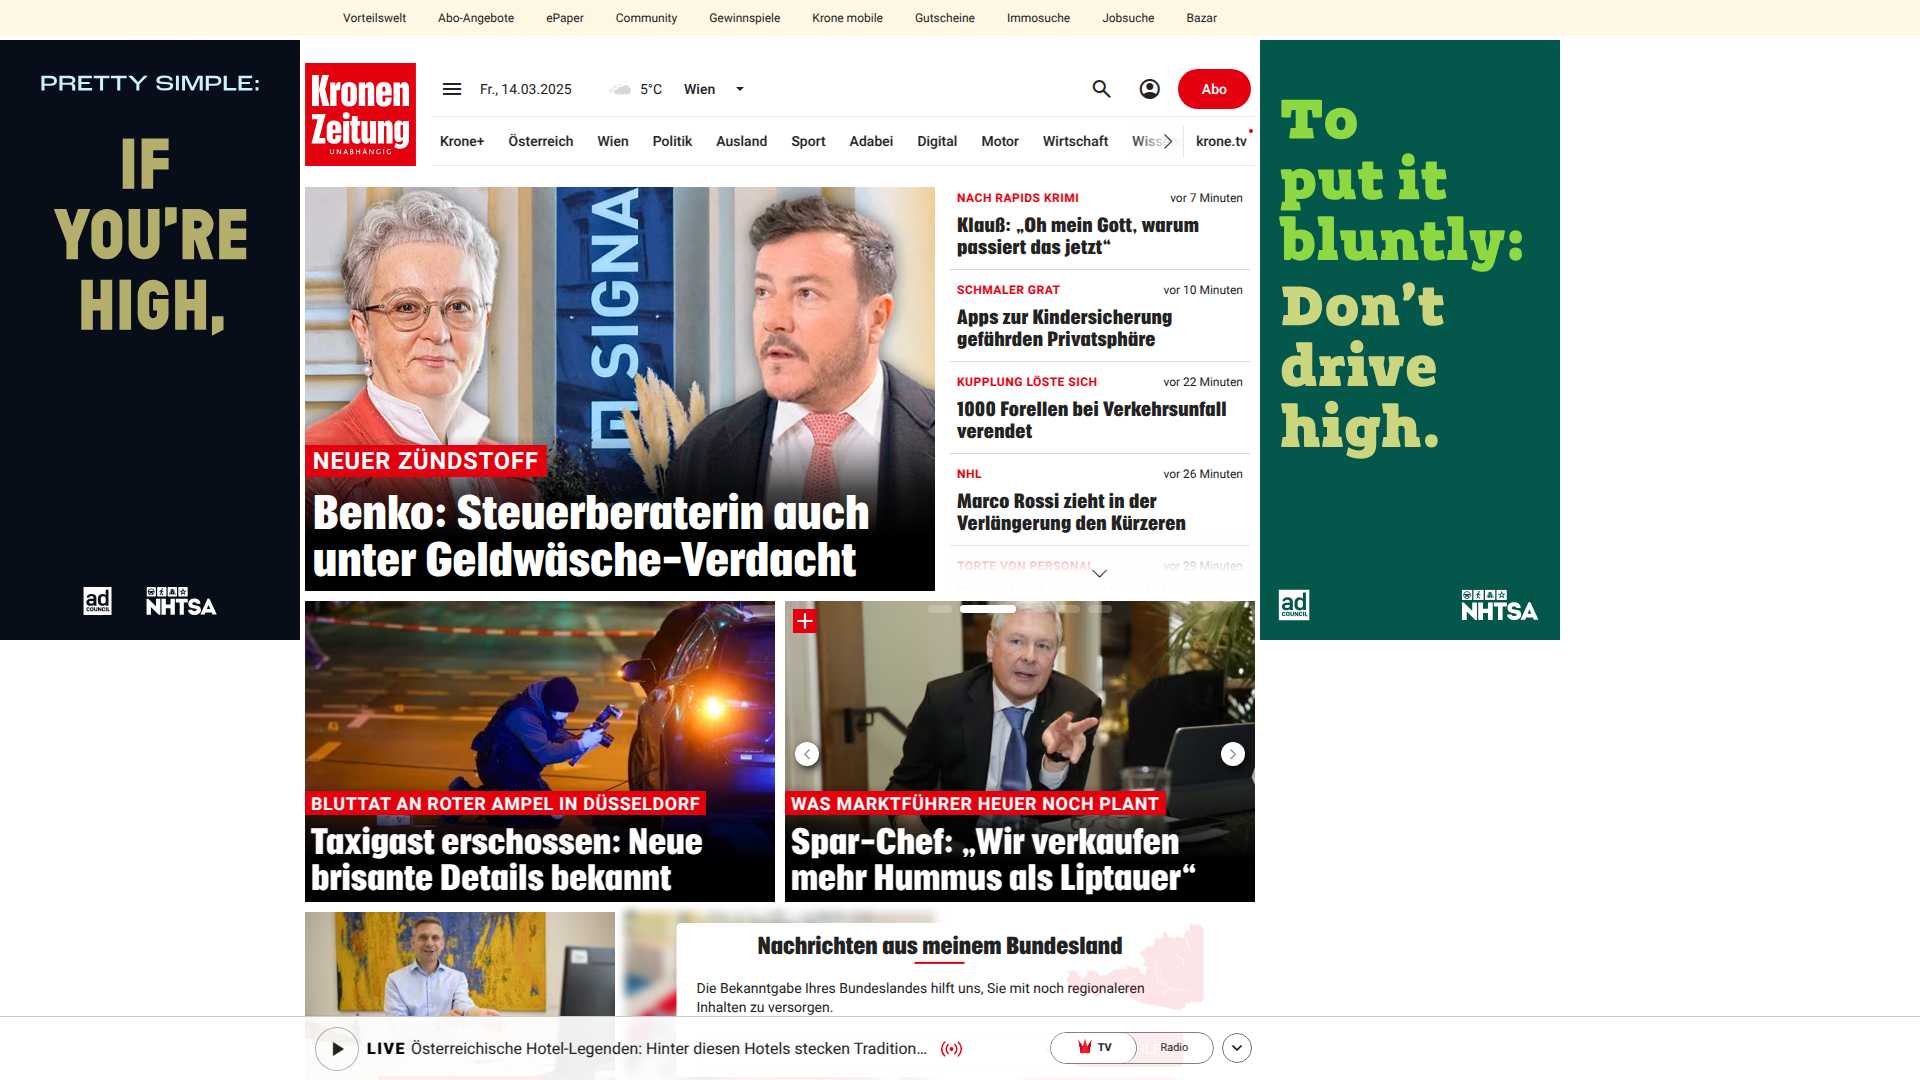 Vorteilswelt Abo-Angebote ePaper Community Gewinnspiele Krone mobile Gutscheine Immosuche Jobsuche Bazar
PRETTY SIMPLE:
IF
YOU'RE
HIGH,
ad
COUNCIL
NHTSA
Kronen
Zeitung
UNABHÄNGIG
Fr., 14.03.2025 5°C Wien
Abo
Krone+ Österreich Wien Politik Ausland Sport Adabei Digital Motor Wirtschaft krone.tv
SIGNA
NEUER ZÜNDSTOFF
Benko: Steuerberaterin auch
unter Geldwäsche-Verdacht
NACH RAPIDS KRIMI vor 7 Minuten
Klauß: „Oh mein Gott, warum
passiert das jetzt“
SCHMALER GRAT vor 10 Minuten
Apps zur Kindersicherung
gefährden Privatsphäre
KUPPLUNG LÖSTE SICH vor 22 Minuten
1000 Forellen bei Verkehrsunfall
verendet
NHL vor 26 Minuten
Marco Rossi zieht in der
Verlängerung den Kürzeren
TORTE VON PERSONAL vor 29 Minuten
To
put it
bluntly:
Don't
drive
high.
ad
COUNCIL
NHTSA
BLUTTAT AN ROTER AMPEL IN DÜSSELDORF
Taxigast erschossen: Neue
brisante Details bekannt
WAS MARKTFÜHRER HEUER NOCH PLANT
Spar-Chef: „Wir verkaufen
mehr Hummus als Liptauer“
Nachrichten aus meinem Bundesland
Die Bekanntgabe Ihres Bundeslandes hilft uns, Sie mit noch regionaleren
Inhalten zu versorgen.
LIVE Österreichische Hotel-Legenden: Hinter diesen Hotels stecken Tradition...
TV Radio